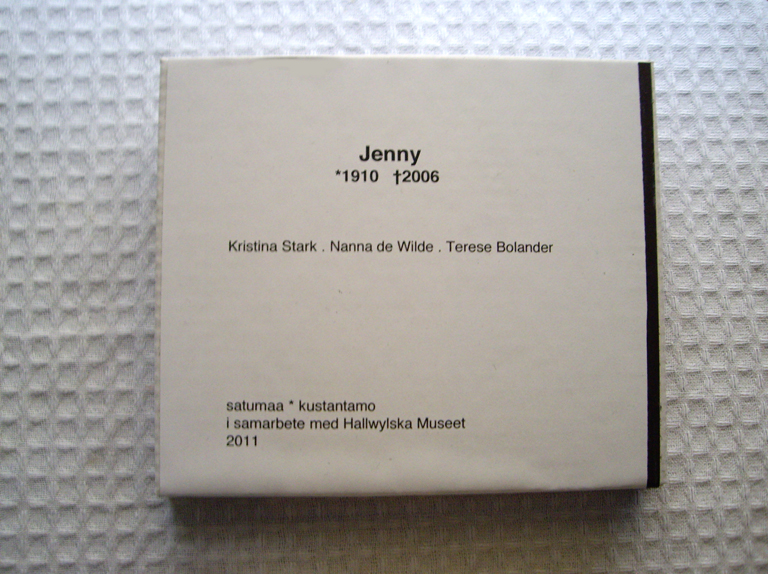 Jenny
*1910 †2006
Kristina Stark . Nanna de Wilde . Terese Bolander
satumaa * kustantamo
i samarbete med Hallwylska Museet
2011